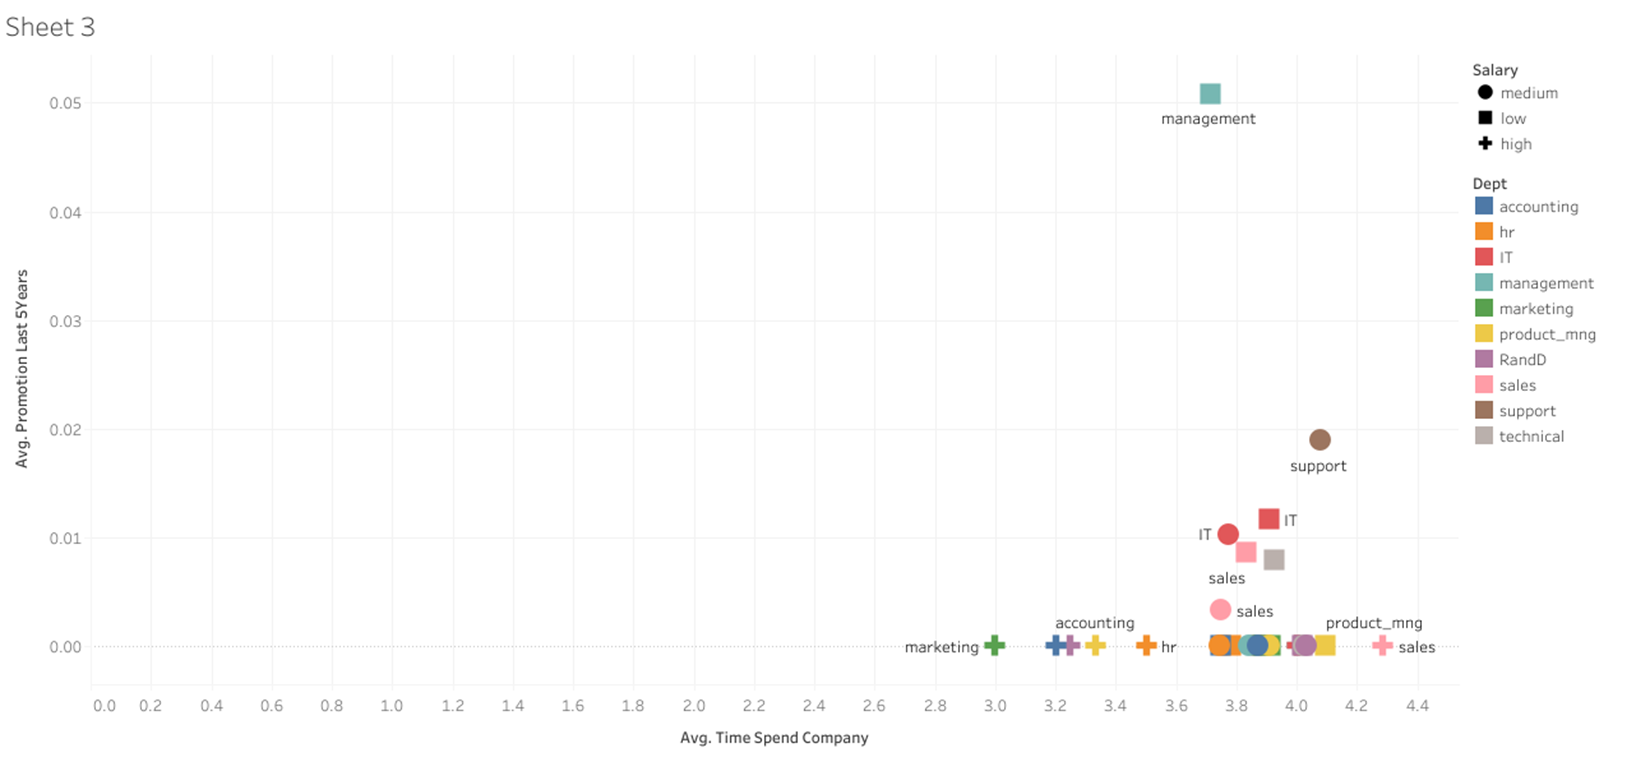 Sheet 3
0.05
0.04
0.03
0.02
0.01
0.00
Avg. Promotion Last 5Years
management
support
IT
IT
sales
sales
accounting
product_mng
marketing
hr
sales
0.0 0.2 0.4 0.6 0.8 1.0 1.2 1.4 1.6 1.8 2.0 2.2 2.4 2.6 2.8 3.0 3.2 3.4 3.6 3.8 4.0 4.2 4.4
Avg. Time Spend Company
Salary
medium
low
high
Dept
accounting
hr
IT
management
marketing
product_mng
RandD
sales
support
technical